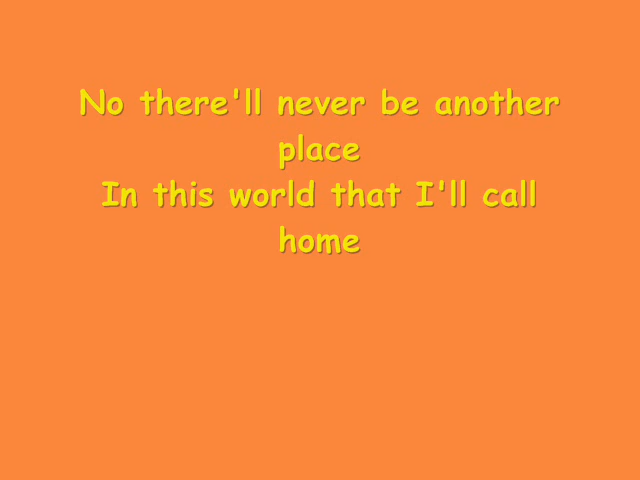 No there'll never be another
place
In this world that I'll call
home